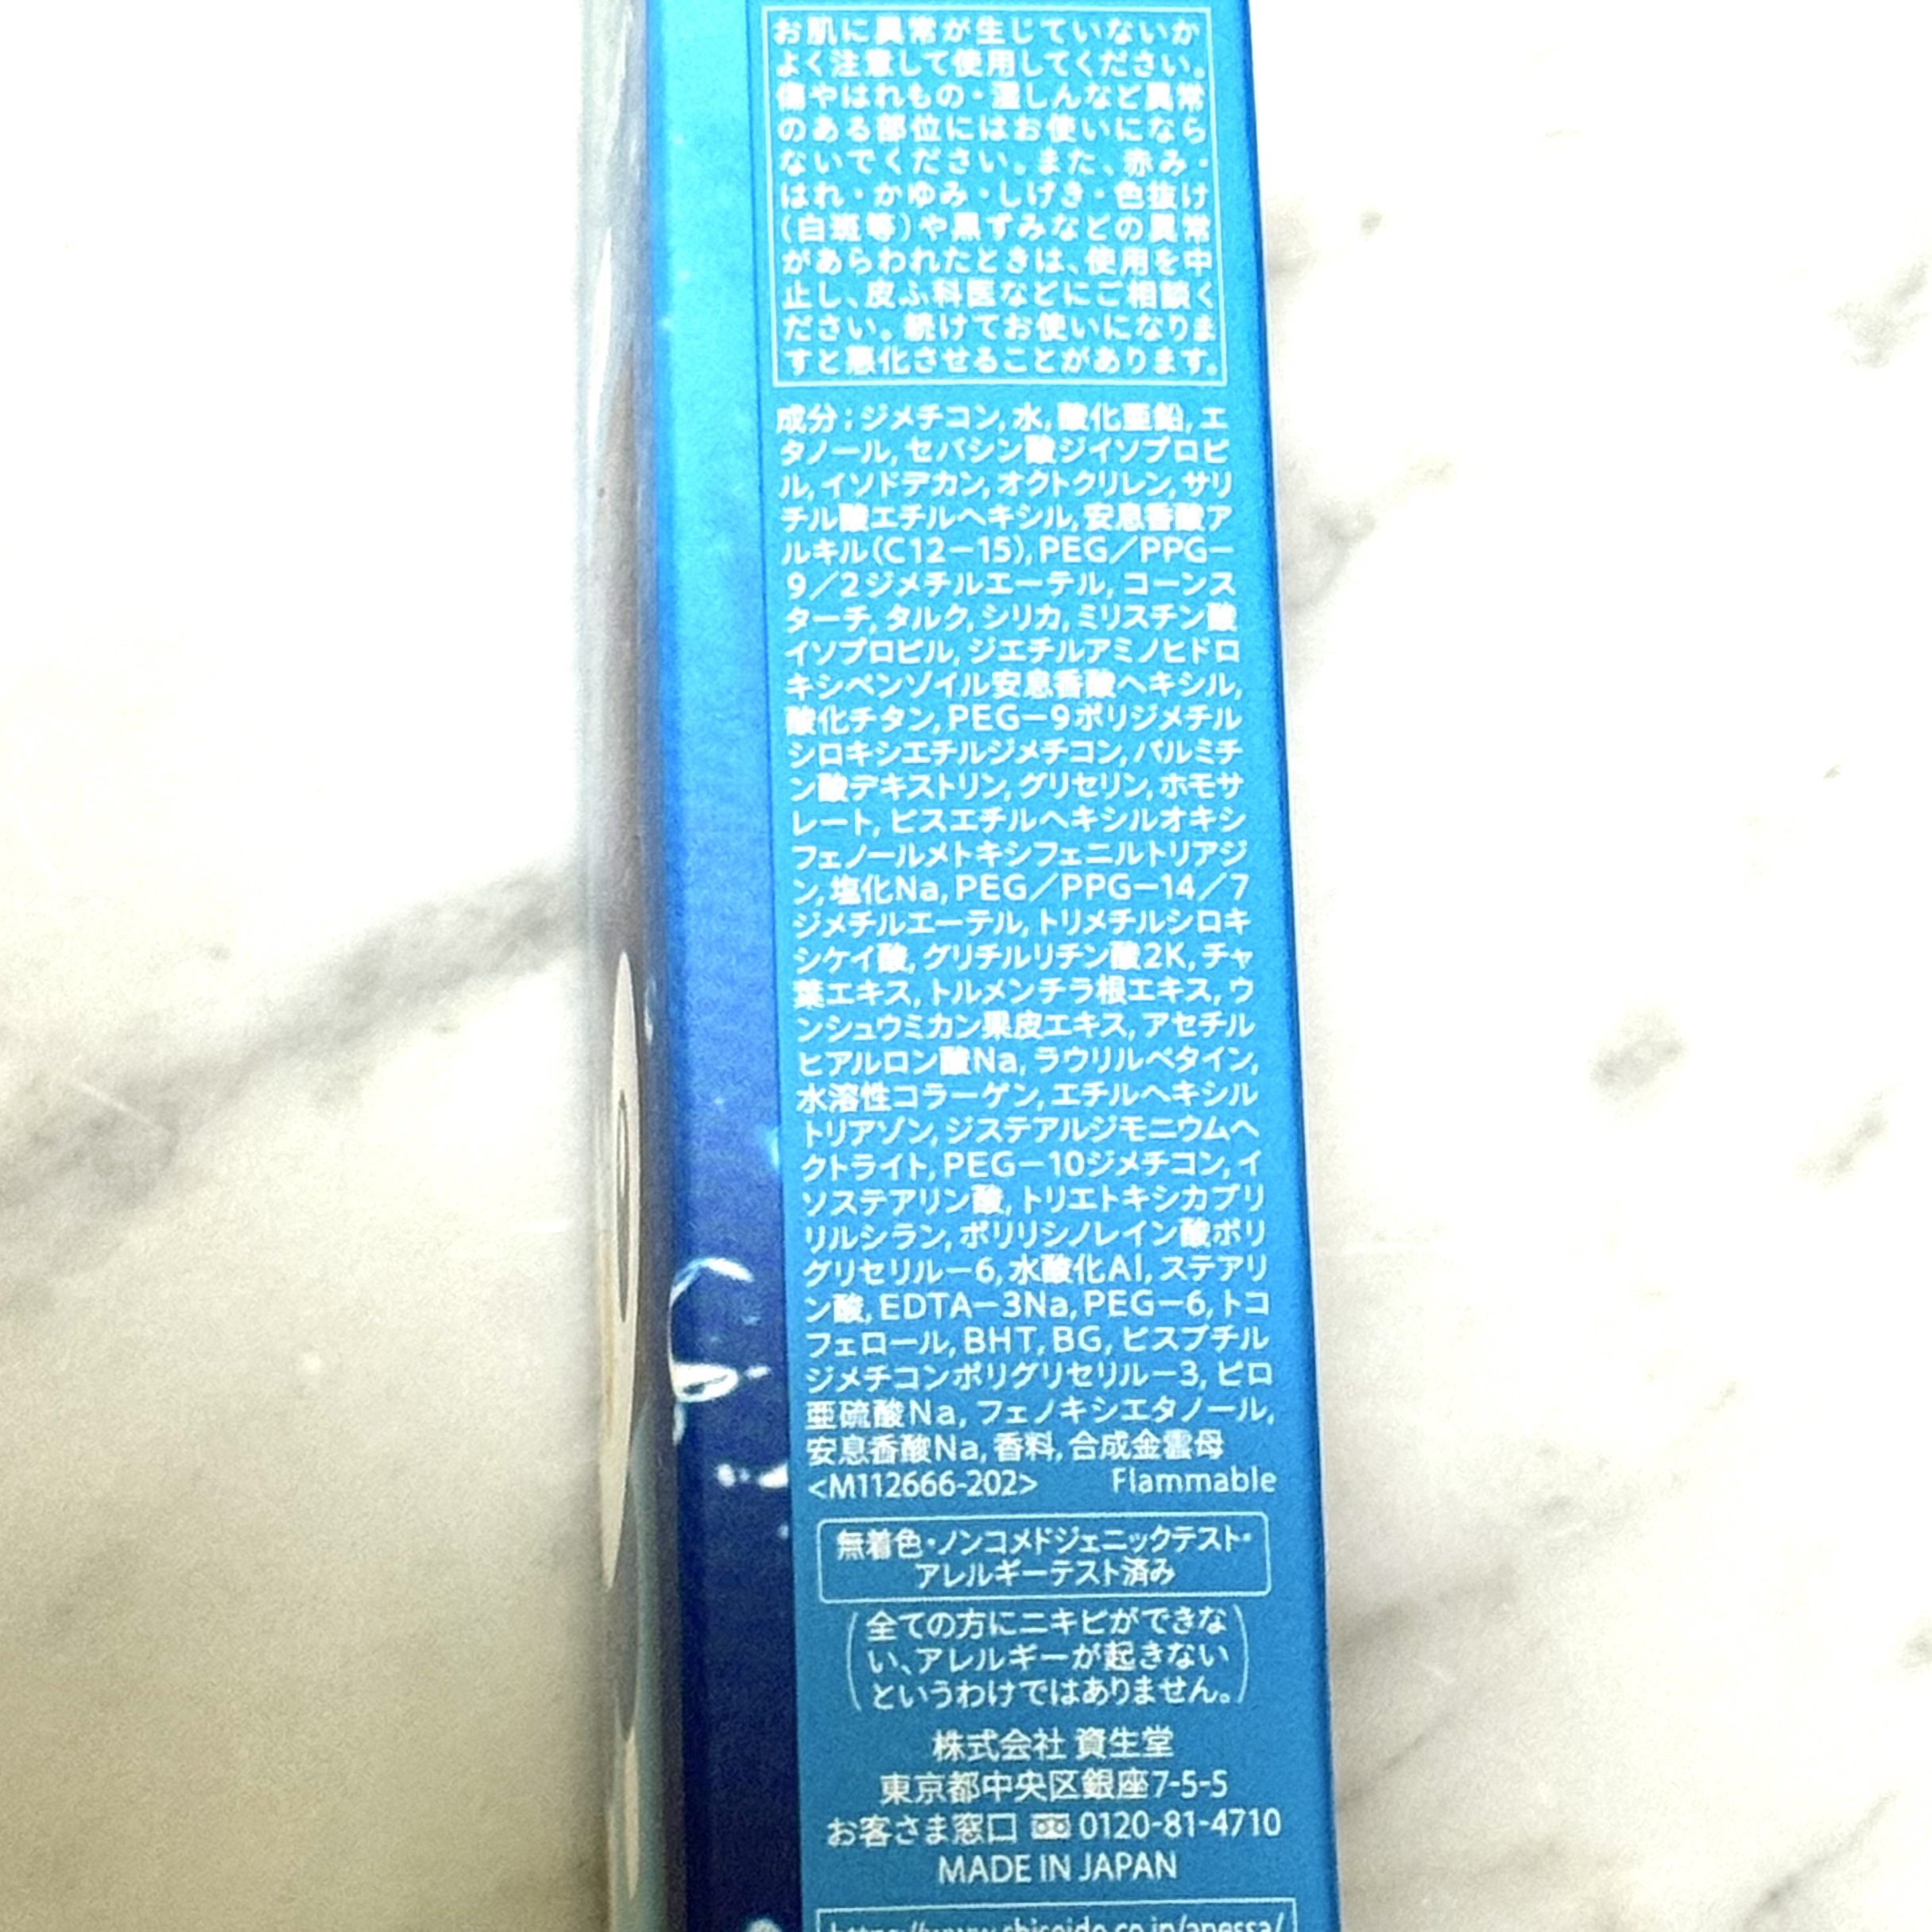 お肌に異常が生じていないか
よく注意して使用してください。
傷やはれもの・湿しんなど異常
のある部位にはお使いになら
ないでください。また、赤み・
はれ・かゆみ・しげき・色抜け
(白斑等)や黒ずみなどの異常
があらわれたときは、使用を中
止し、皮ふ科医などにご相談く
ださい。続けてお使いになりま
すと悪化させることがあります。
成分;ジメチコン, 水, 酸化亜鉛, エ
タノール, セバシン酸ジイソプロピ
ル, イソドデカン, オクトクリレン, サリ
チル酸エチルヘキシル, 安息香酸ア
ルキル(C12-15), PEG/PPG-
9/2ジメチルエーテル, コーンス
ターチ, タルク, シリカ, ミリスチン酸
イソプロピル, ジエチルアミノヒドロ
キシベンゾイル安息香酸ヘキシル,
酸化チタン, PEG-9ポリジメチル
シロキシエチルジメチコン, パルミチ
ン酸デキストリン, グリセリン, ホモサ
レート, ビスエチルヘキシルオキシ
フェノールメトキシフェニルトリアジ
ン, 塩化Na, PEG/PPG-14/7
ジメチルエーテル, トリメチルシロキ
シケイ酸, グリチルリチン酸2K, チャ
葉エキス, トルメンチラ根エキス, ウ
ンシュウミカン果皮エキス, アセチル
ヒアルロン酸Na, ラウリルベタイン,
水溶性コラーゲン, エチルヘキシル
トリアゾン, ジステアルジモニウムヘ
クトライト, PEG-10ジメチコン, イ
ソステアリン酸, トリエトキシカプリ
リルシラン, ポリリシノレイン酸ポリ
グリセリル-6, 水酸化Al, ステアリ
ン酸, EDTA-3Na, PEG-6, トコ
フェロール, BHT, BG, ビスブチル
ジメチコンポリグリセリル-3, ピロ
亜硫酸Na, フェノキシエタノール,
安息香酸Na, 香料, 合成金雲母
<M112666-202> Flammable
無着色・ノンコメドジェニックテスト・
アレルギーテスト済み
(全ての方にニキビができな
い、アレルギーが起きない
というわけではありません。)
株式会社 資生堂
東京都中央区銀座7-5-5
お客さま窓口 0120-81-4710
MADE IN JAPAN
https://www.shiseido.co.jp/anessa/